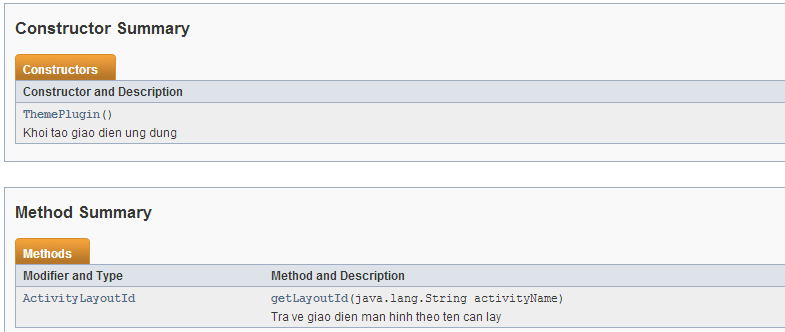 Constructor Summary
Constructors
Constructor and Description
ThemePlugin()
Khoi tao giao dien ung dung
Method Summary
Methods
Modifier and Type Method and Description
ActivityLayoutId getLayoutId(java.lang.String activityName)
Tra ve giao dien man hinh theo ten can lay